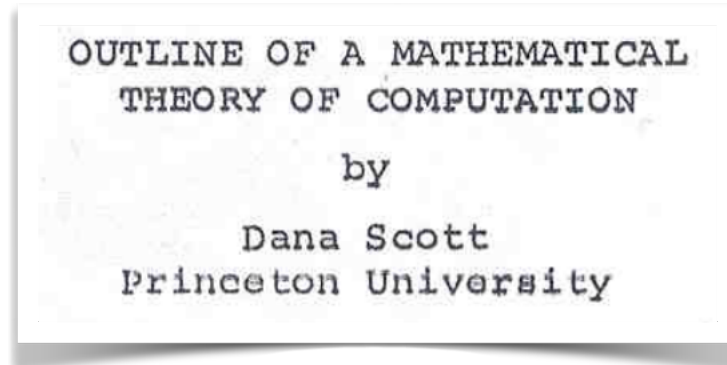 OUTLINE OF A MATHEMATICAL
THEORY OF COMPUTATION
by
Dana Scott
Princeton University